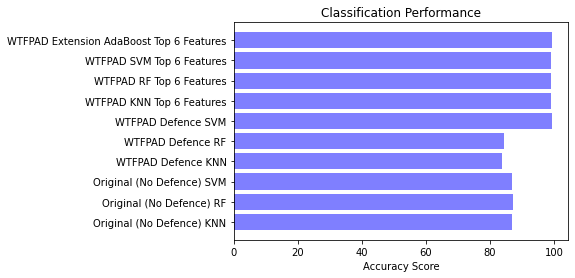 Classification Performance
WTFPAD Extension AdaBoost Top 6 Features
WTFPAD SVM Top 6 Features
WTFPAD RF Top 6 Features
WTFPAD KNN Top 6 Features
WTFPAD Defence SVM
WTFPAD Defence RF
WTFPAD Defence KNN
Original (No Defence) SVM
Original (No Defence) RF
Original (No Defence) KNN
0 20 40 60 80 100
Accuracy Score